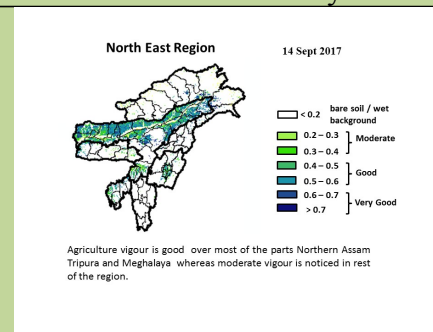 North East Region
14 Sept 2017
< 0.2 bare soil / wet background
0.2 – 0.3
0.3 – 0.4
Moderate
0.4 – 0.5
0.5 – 0.6
Good
0.6 – 0.7
> 0.7
Very Good
Agriculture vigour is good over most of the parts Northern Assam
Tripura and Meghalaya whereas moderate vigour is noticed in rest
of the region.